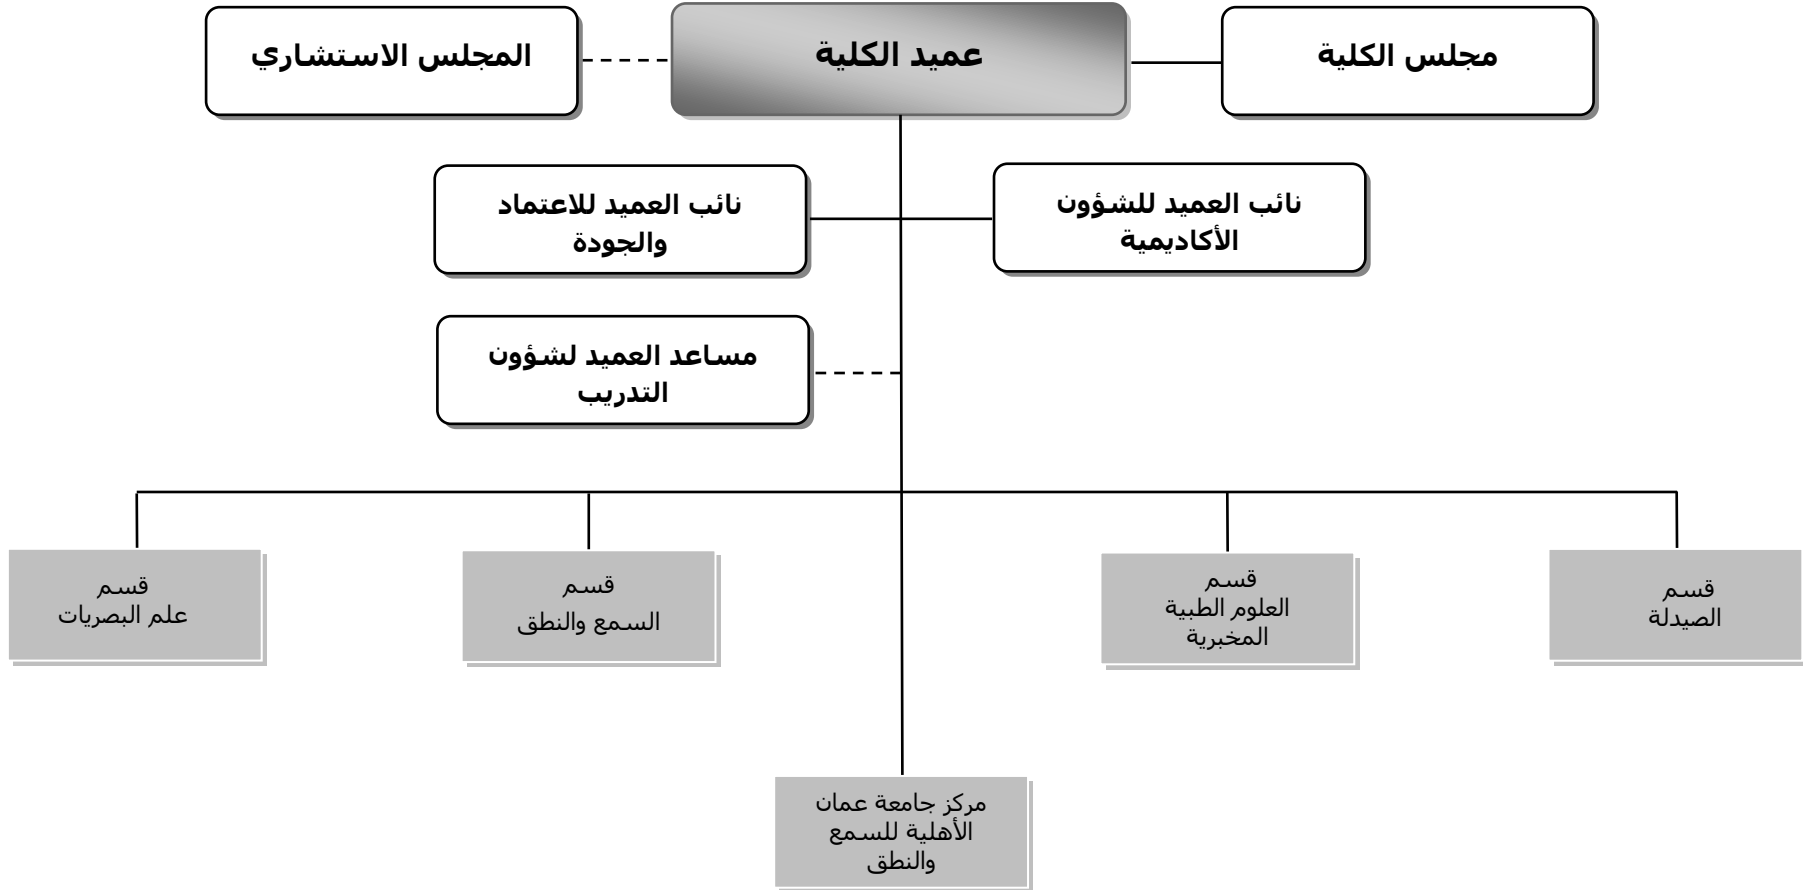 مجلس الكلية
عميد الكلية
المجلس الاستشاري
نائب العميد للشؤون
الأكاديمية
نائب العميد للاعتماد
والجودة
مساعد العميد لشؤون
التدريب
قسم
الصيدلة
قسم
العلوم الطبية
المخبرية
قسم
السمع والنطق
قسم
علم البصريات
مركز جامعة عمان
الأهلية للسمع
والنطق